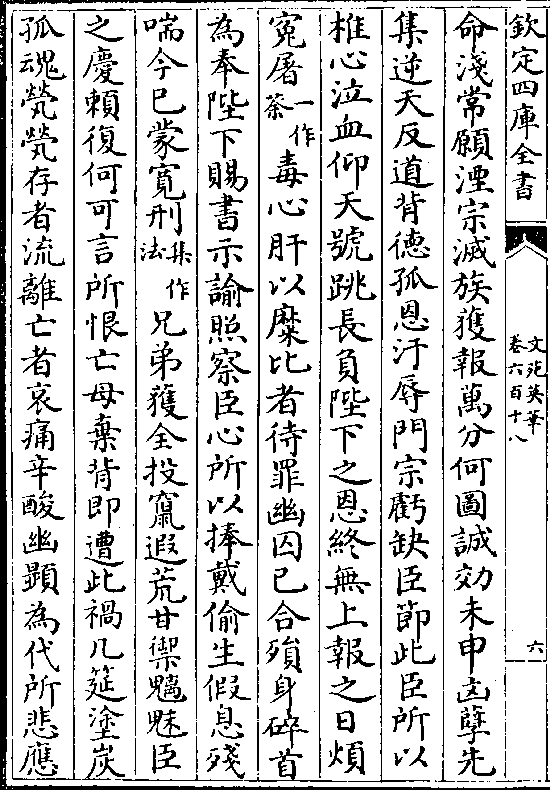 欽定四庫全書
文苑英華
卷六百十八
六
命淺常願湮宗滅族獲報萬分何圖誠効未申凶孽先
集逆天反道背德孤恩汙辱門宗虧缺臣節此臣所以
椎心泣血仰天號跳長負陛下之恩終無上報之日煩
寃屠一作荼毒心肝以糜比者待罪幽囚已合殞身碎首
為奉陛下賜書示諭照察臣心所以捧戴偷生假息殘
喘今已蒙寛刑集作法兄弟獲全投竄遐荒甘禦魑魅臣
之慶賴復何可言所恨亡母棄背即遭此禍几筵塗炭
孤魂煢煢存者流離亡者哀痛辛酸幽顯為代所悲應